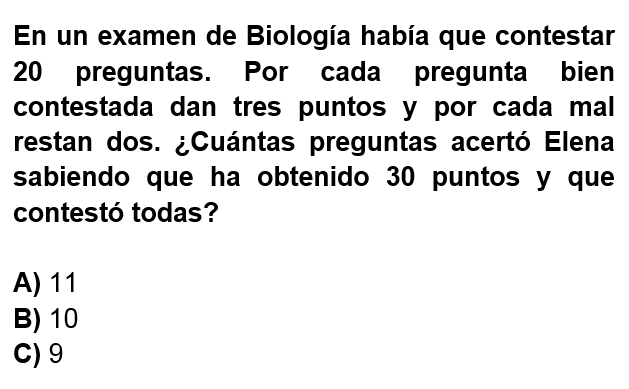 En un examen de Biología había que contestar
20 preguntas. Por cada pregunta bien
contestada dan tres puntos y por cada mal
restan dos. ¿Cuántas preguntas acertó Elena
sabiendo que ha obtenido 30 puntos y que
contestó todas?
A) 11
B) 10
C) 9